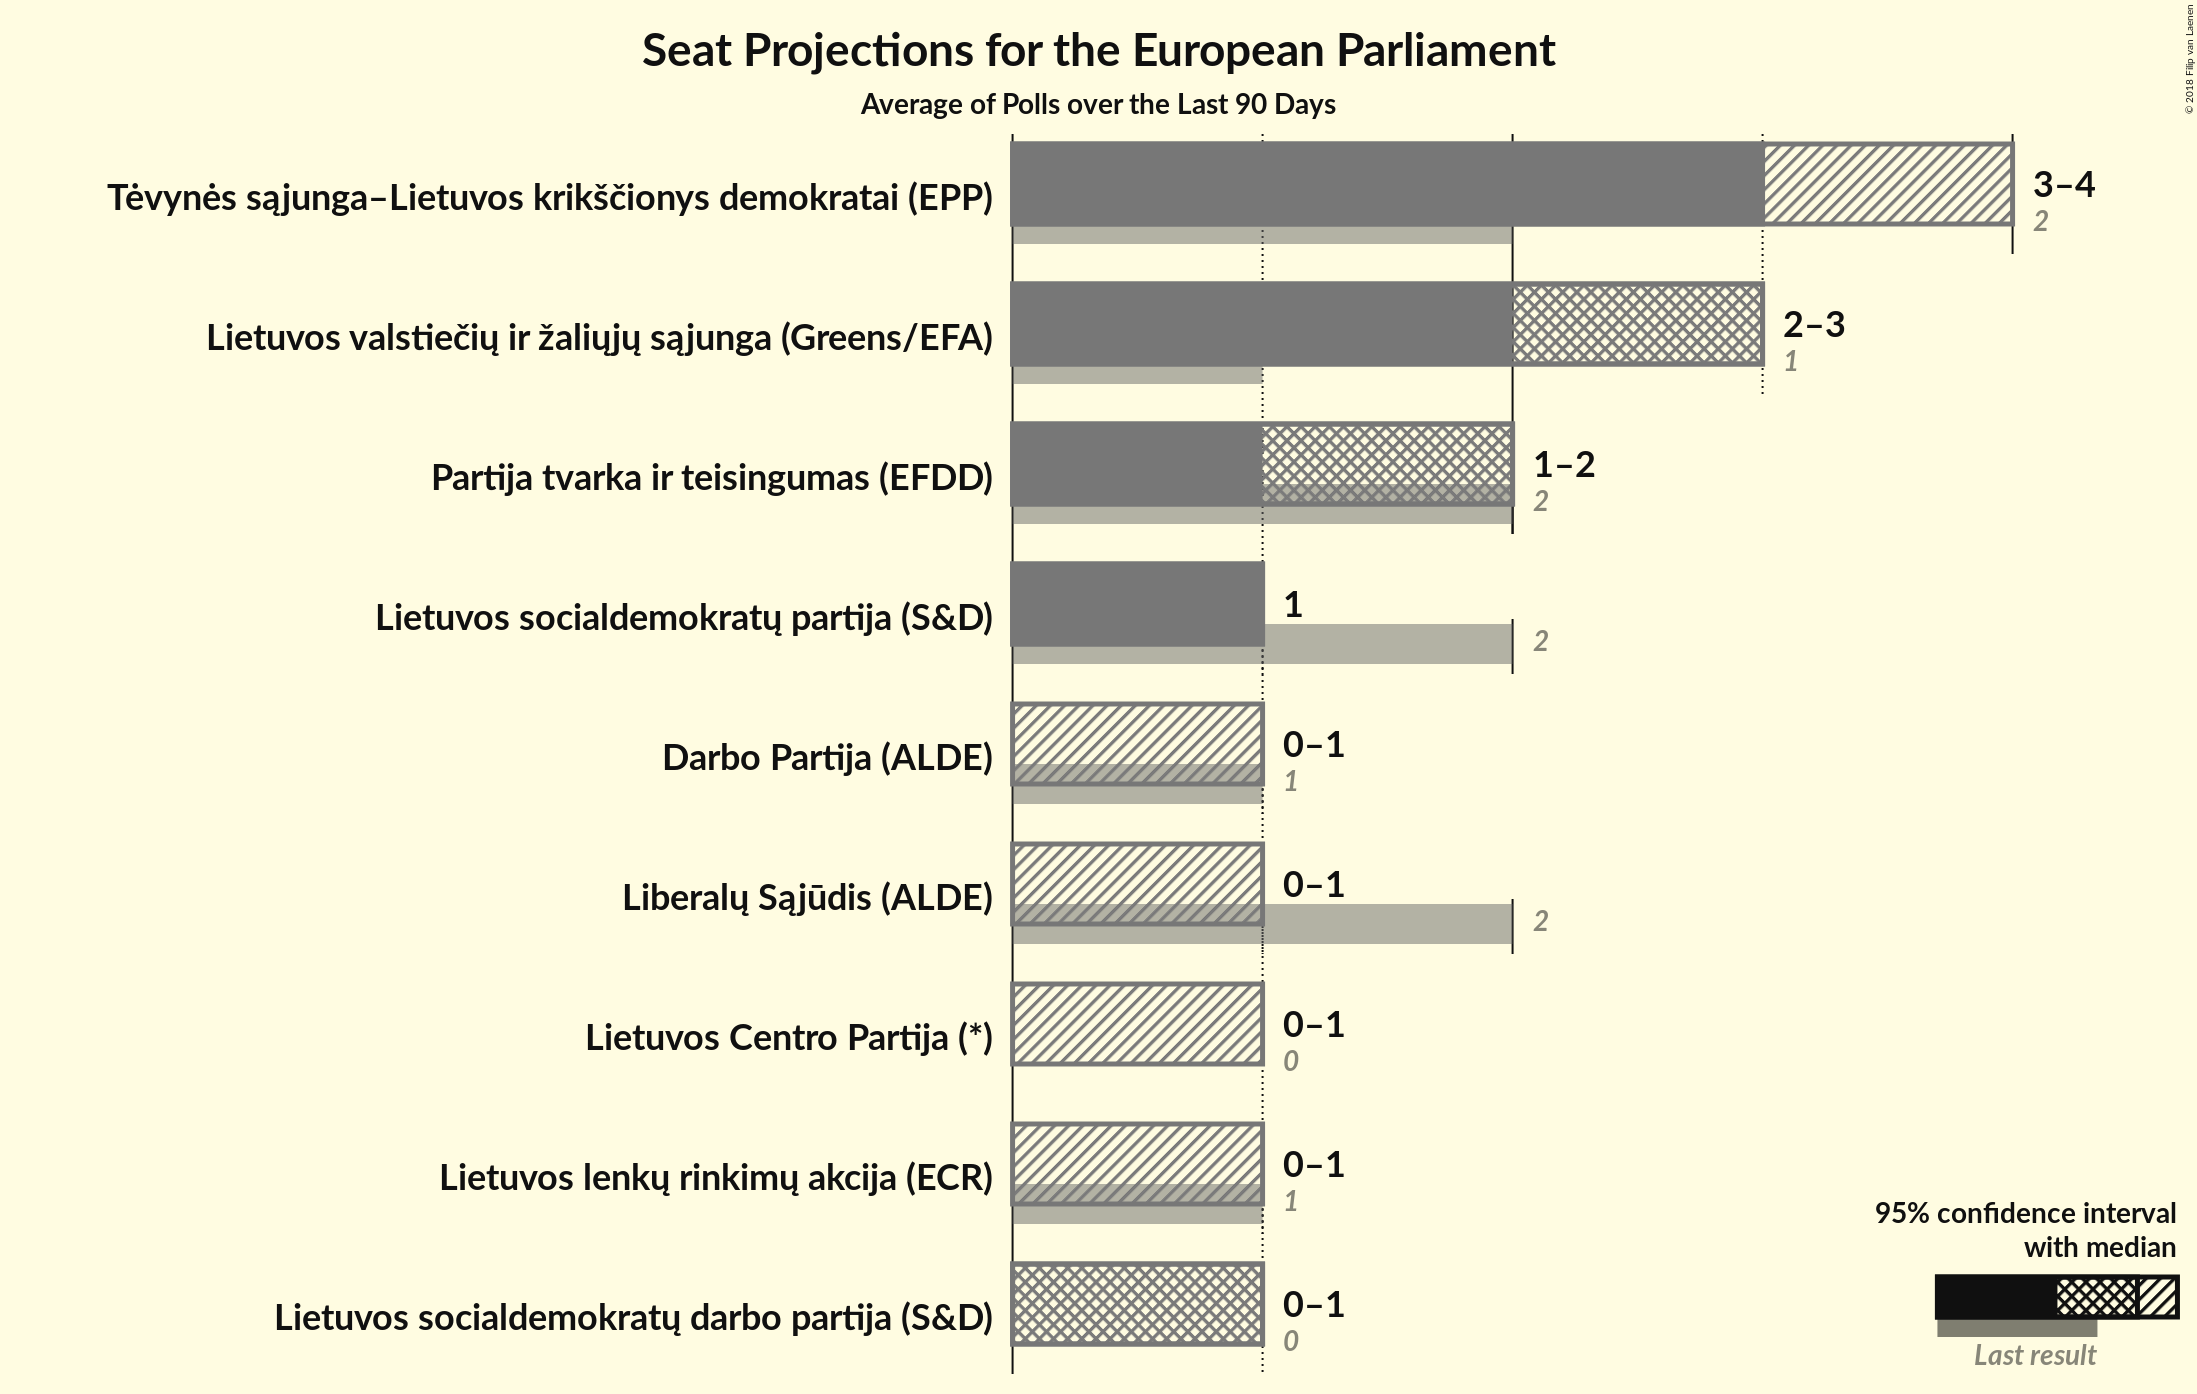 Seat Projections for the European Parliament
Average of Polls over the Last 90 Days
© 2018 Filip van Laenen
Tėvynės sąjunga–Lietuvos krikščionys demokratai (EPP)
3–4
2
Lietuvos valstiečių ir žaliųjų sąjunga (Greens/EFA)
2–3
1
Partija tvarka ir teisingumas (EFDD)
1–2
2
Lietuvos socialdemokratų partija (S&D)
1
2
Darbo Partija (ALDE)
0–1
1
Liberalų Sąjūdis (ALDE)
0–1
2
Lietuvos Centro Partija (*)
0–1
0
Lietuvos lenkų rinkimų akcija (ECR)
0–1
1
Lietuvos socialdemokratų darbo partija (S&D)
0–1
0
95% confidence interval
with median
Last result